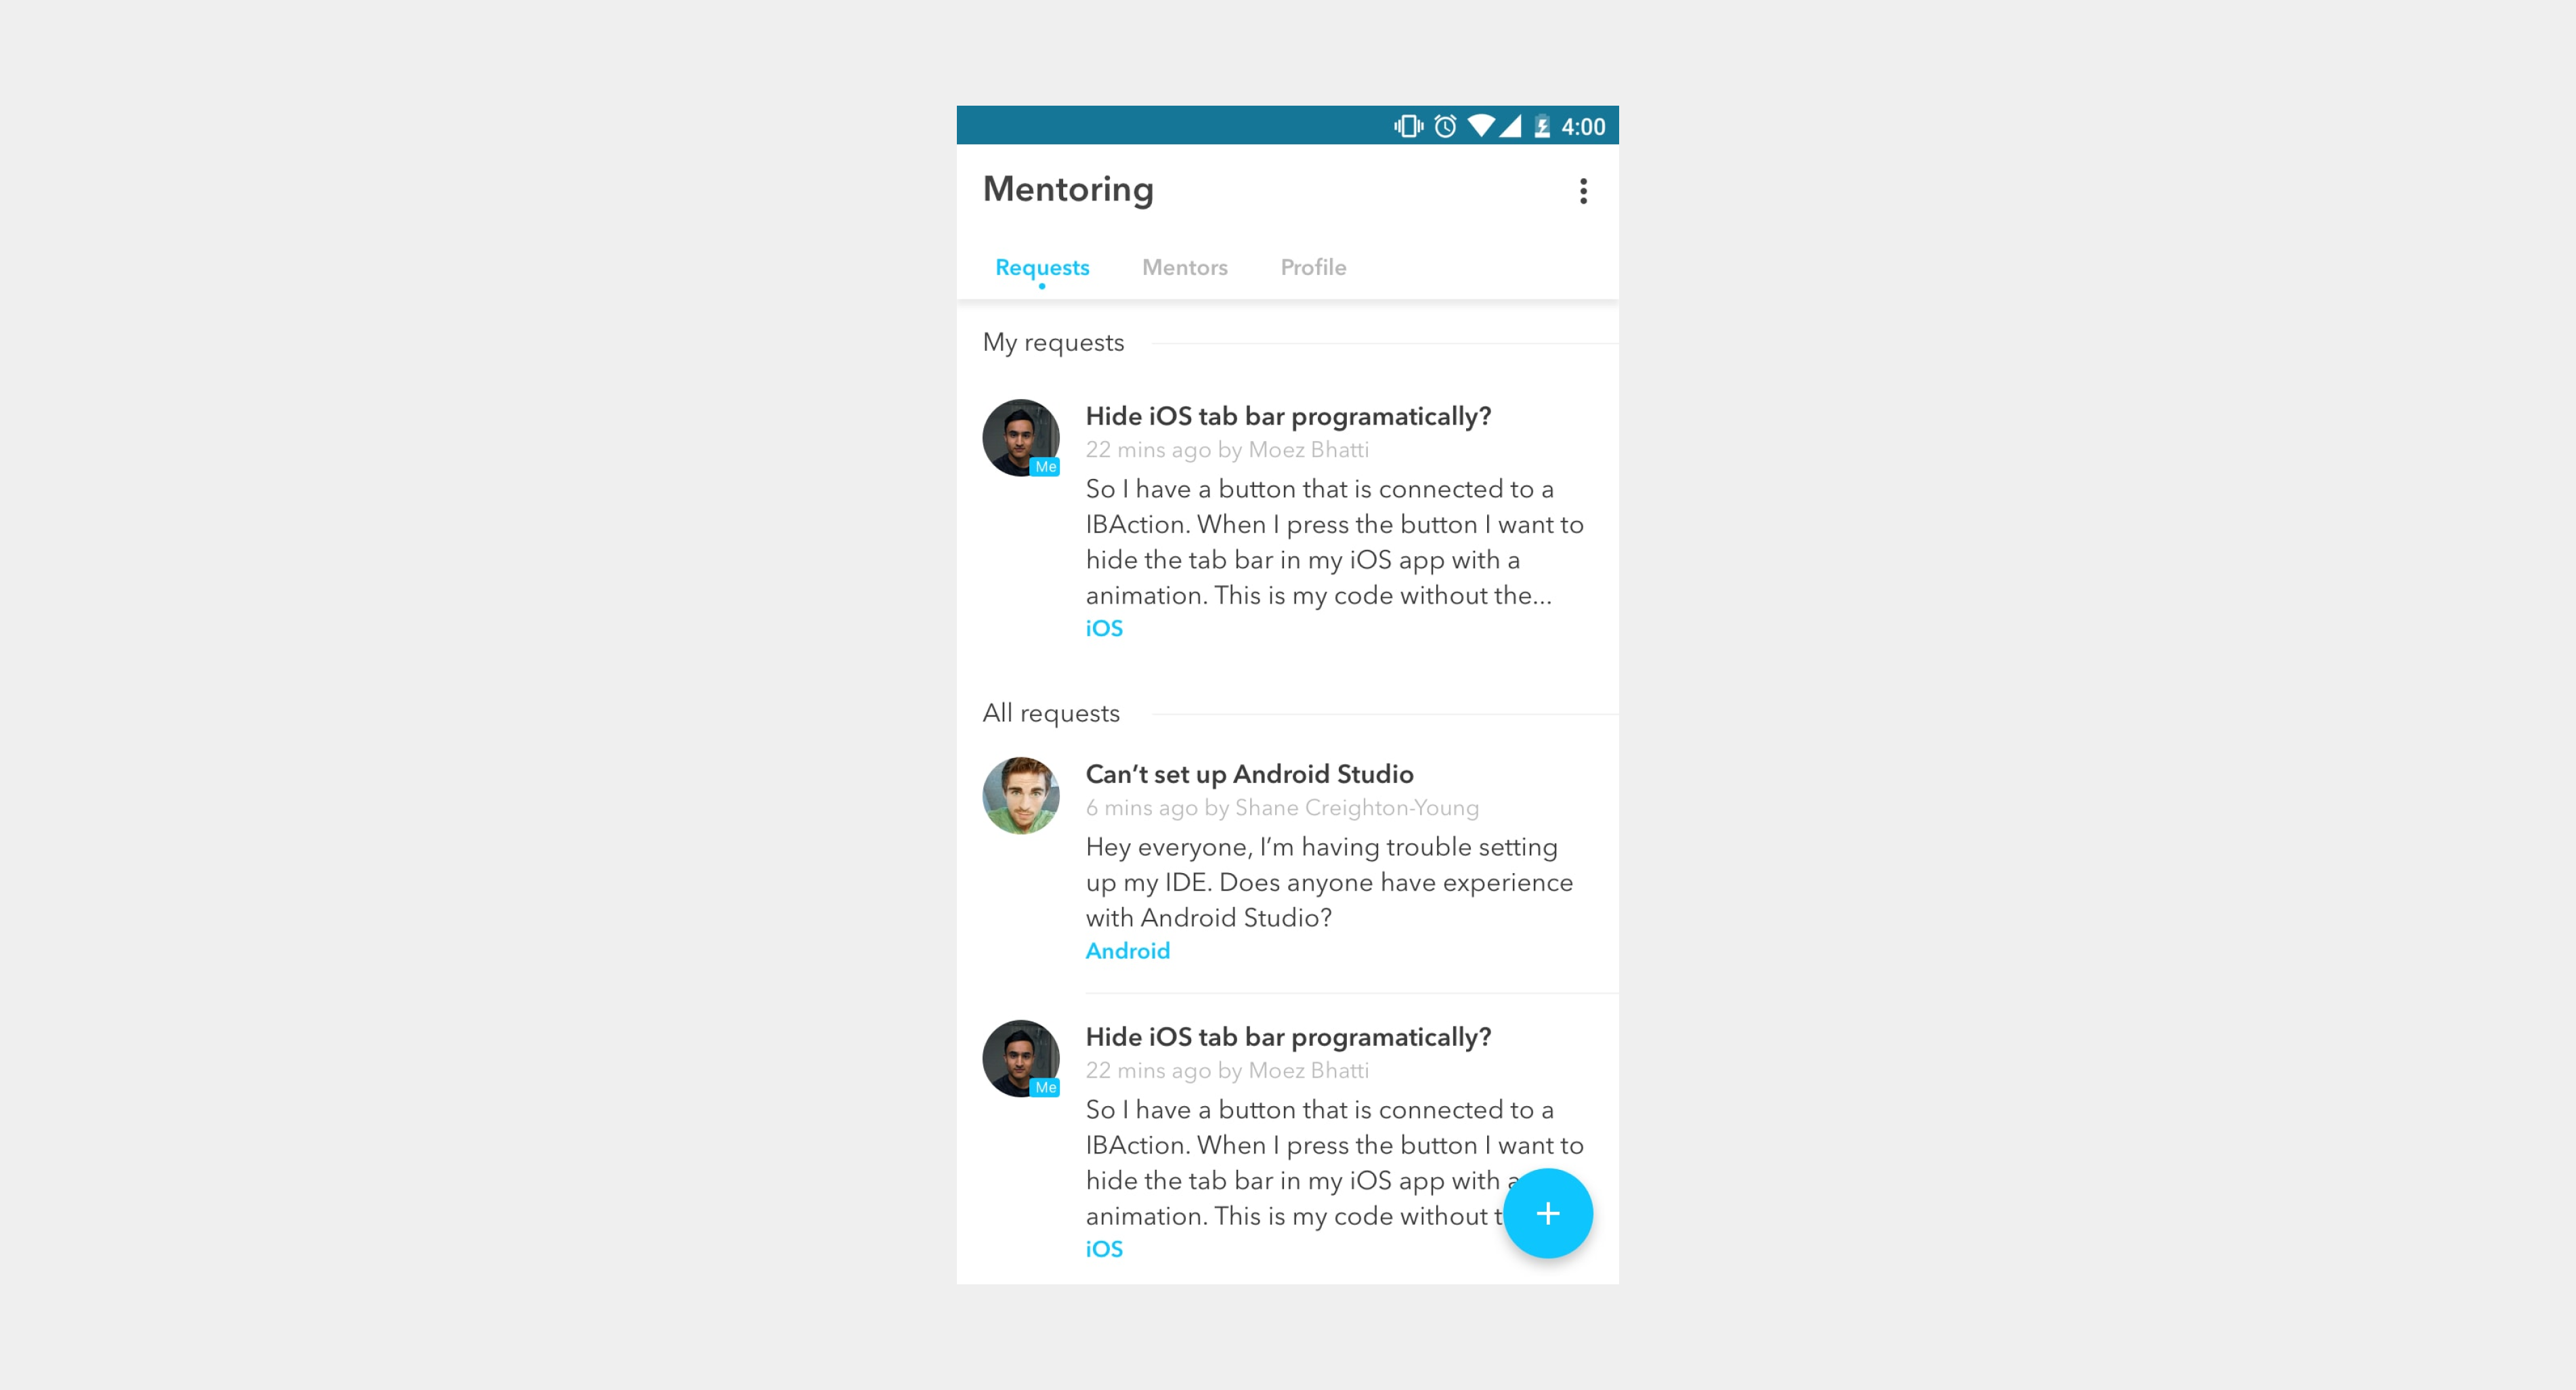 4:00
Mentoring
Requests Mentors Profile
My requests
Hide iOS tab bar programatically?
22 mins ago by Moez Bhatti
Me
So I have a button that is connected to a
IBAction. When I press the button I want to
hide the tab bar in my iOS app with a
animation. This is my code without the...
iOS
All requests
Can’t set up Android Studio
6 mins ago by Shane Creighton-Young
Hey everyone, I’m having trouble setting
up my IDE. Does anyone have experience
with Android Studio?
Android
Hide iOS tab bar programatically?
22 mins ago by Moez Bhatti
Me
So I have a button that is connected to a
IBAction. When I press the button I want to
hide the tab bar in my iOS app with a
animation. This is my code without
iOS